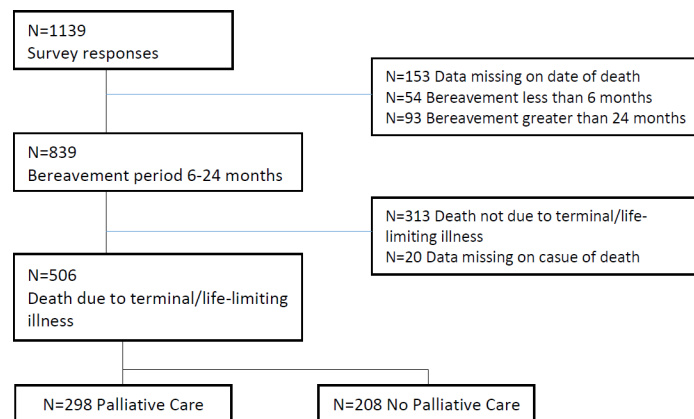 N=1139
Survey responses
N=153 Data missing on date of death
N=54 Bereavement less than 6 months
N=93 Bereavement greater than 24 months
N=839
Bereavement period 6-24 months
N=313 Death not due to terminal/life-
limiting illness
N=20 Data missing on casue of death
N=506
Death due to terminal/life-limiting
illness
N=298 Palliative Care
N=208 No Palliative Care